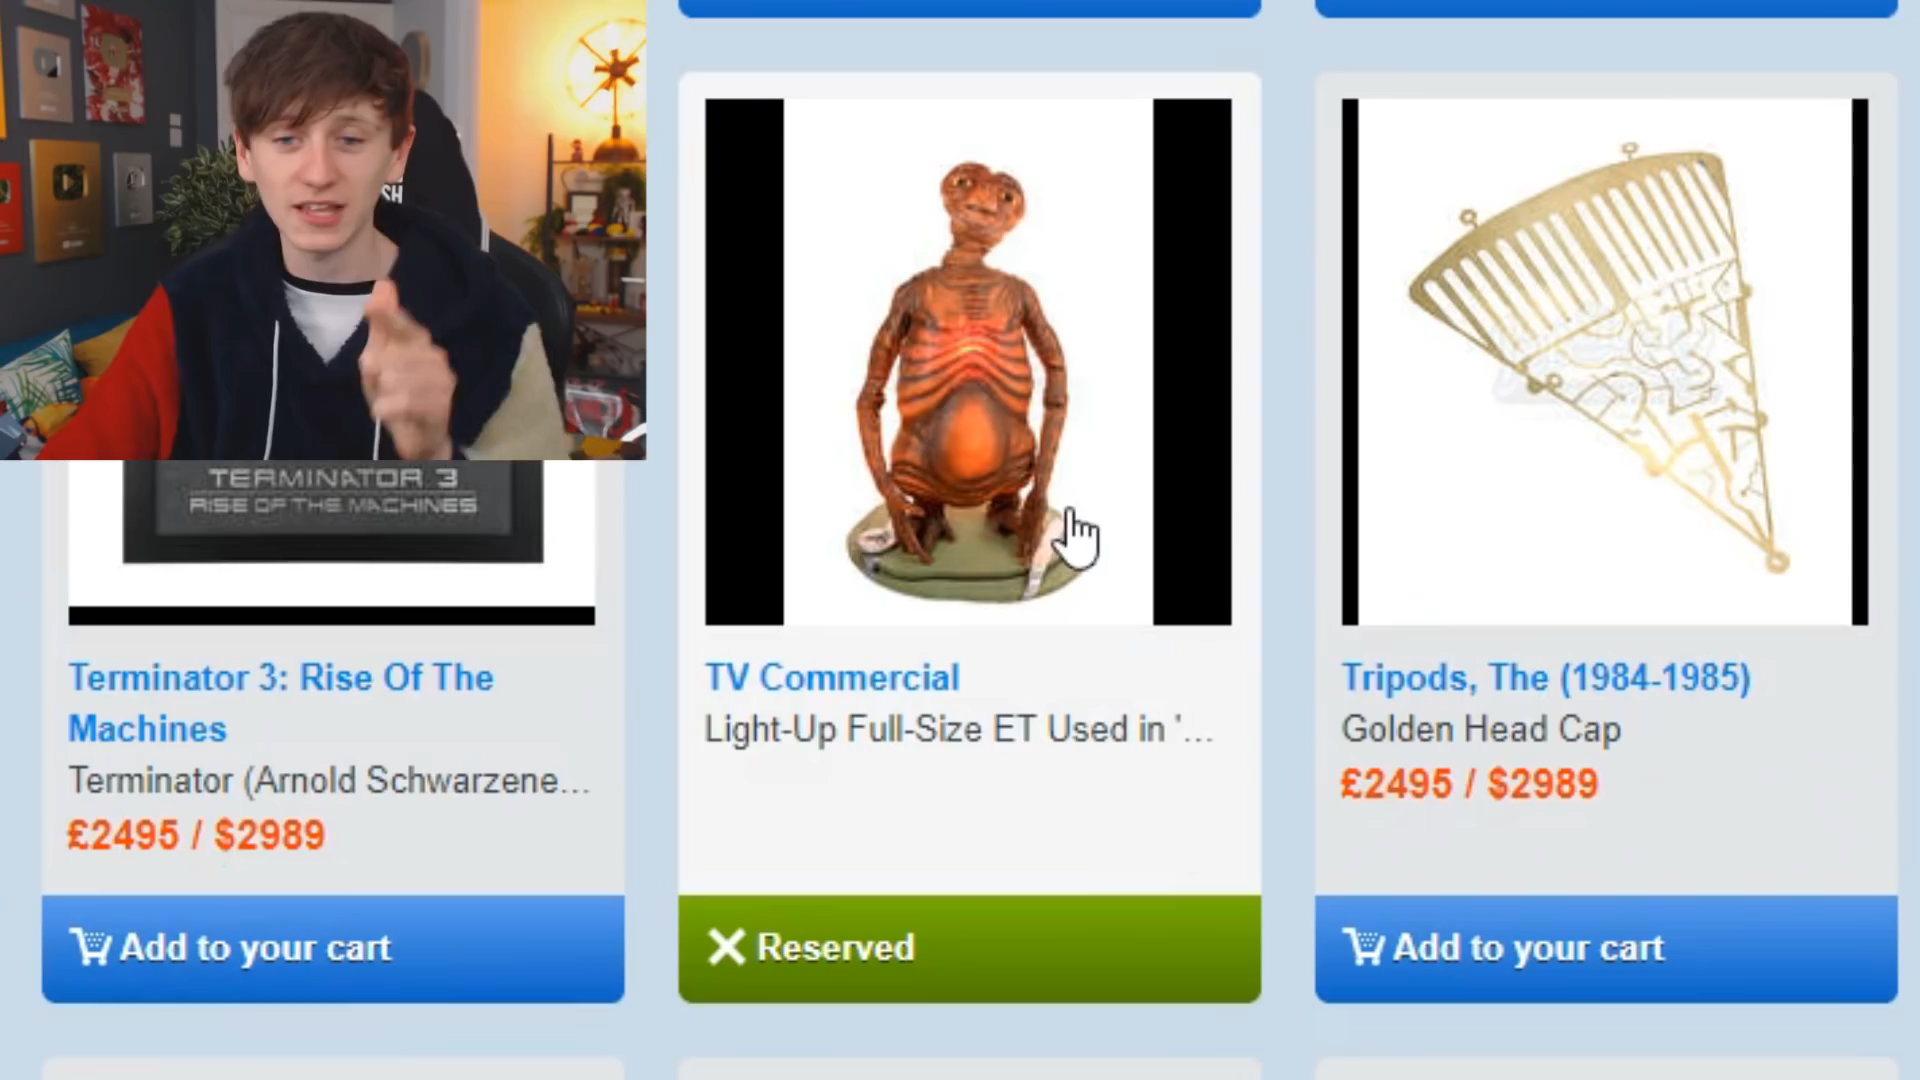 SH
TERMINATOR 3
RISE OF THE MACHINES
Terminator 3: Rise Of The
Machines
Terminator (Arnold Schwarzene...
£2495 / $2989
Add to your cart
TV Commercial
Light-Up Full-Size ET Used in '...
Reserved
Tripods, The (1984-1985)
Golden Head Cap
£2495 / $2989
Add to your cart